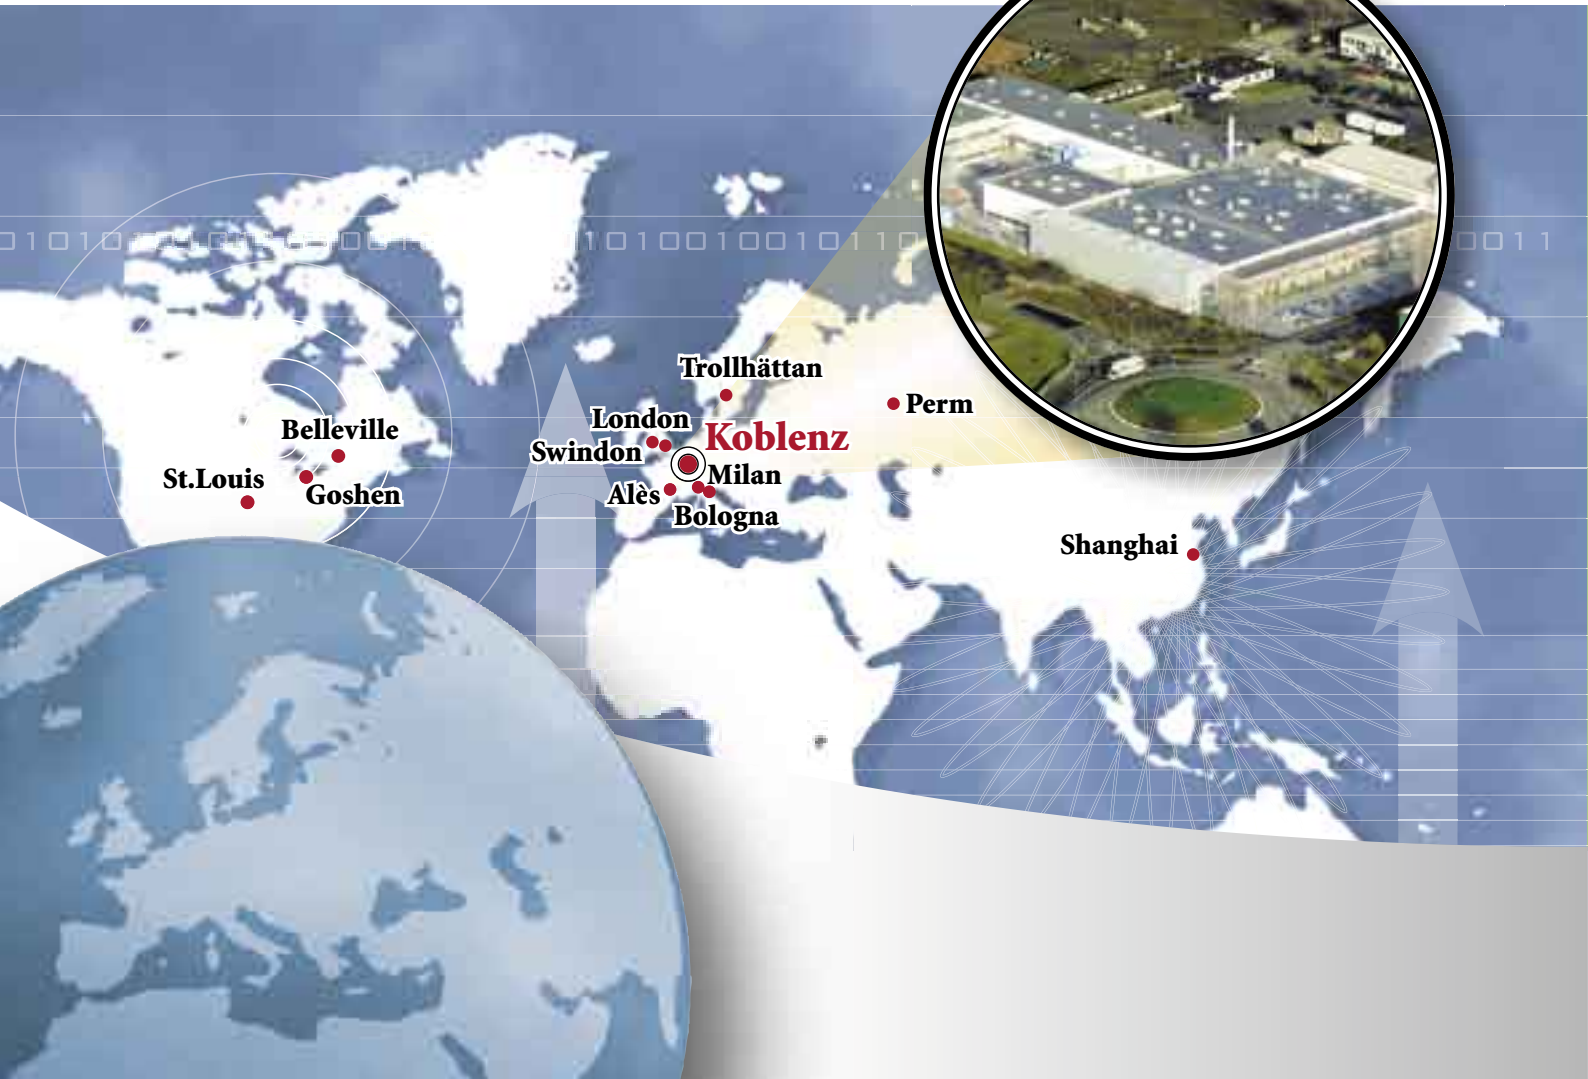 Trollhättan
Perm
London
Koblenz
Belleville
Swindon
Milan
St.Louis
Goshen
Alès
Bologna
Shanghai